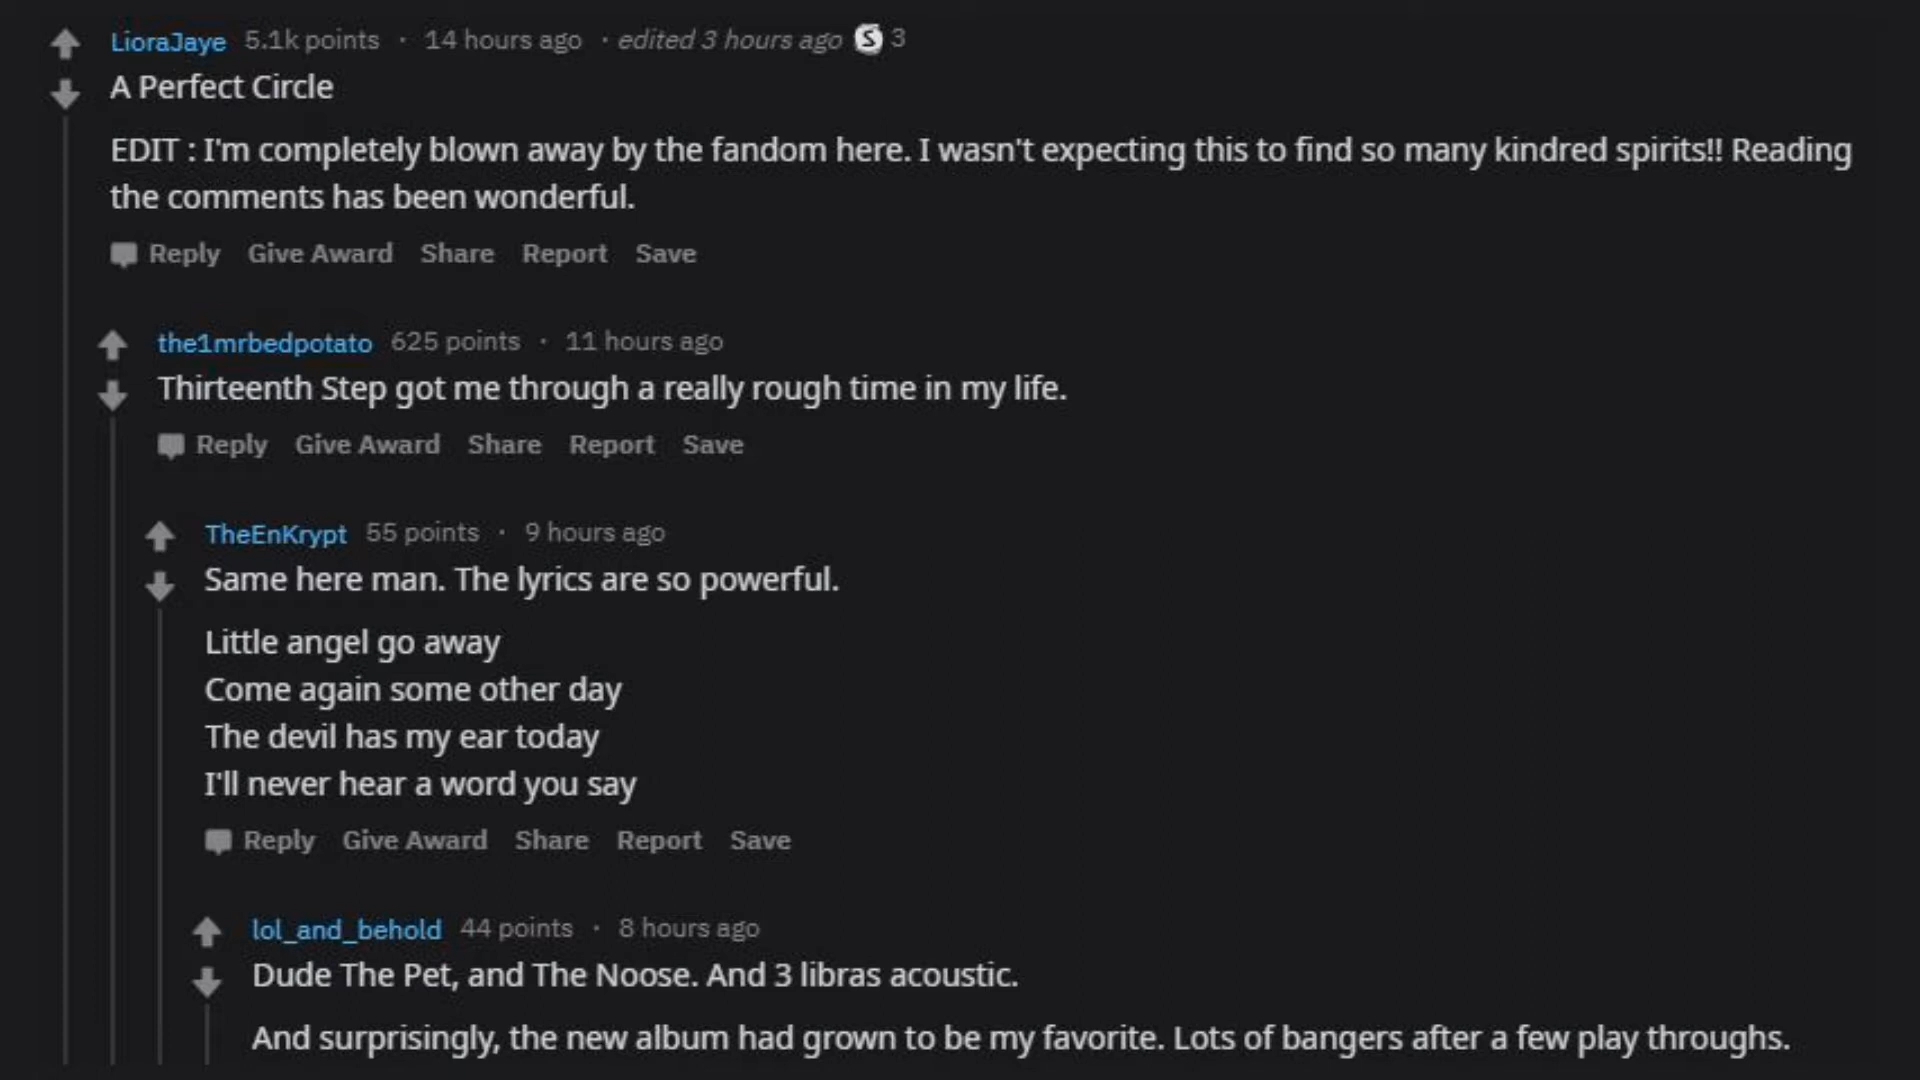 LioraJaye 5.1k points · 14 hours ago · edited 3 hours ago S 3
A Perfect Circle
EDIT : I'm completely blown away by the fandom here. I wasn't expecting this to find so many kindred spirits!! Reading
the comments has been wonderful.
Reply Give Award Share Report Save
the1mrbedpotato 625 points · 11 hours ago
Thirteenth Step got me through a really rough time in my life.
Reply Give Award Share Report Save
TheEnKrypt 55 points · 9 hours ago
Same here man. The lyrics are so powerful.
Little angel go away
Come again some other day
The devil has my ear today
I'll never hear a word you say
Reply Give Award Share Report Save
lol_and_behold 44 points · 8 hours ago
Dude The Pet, and The Noose. And 3 libras acoustic.
And surprisingly, the new album had grown to be my favorite. Lots of bangers after a few play throughs.